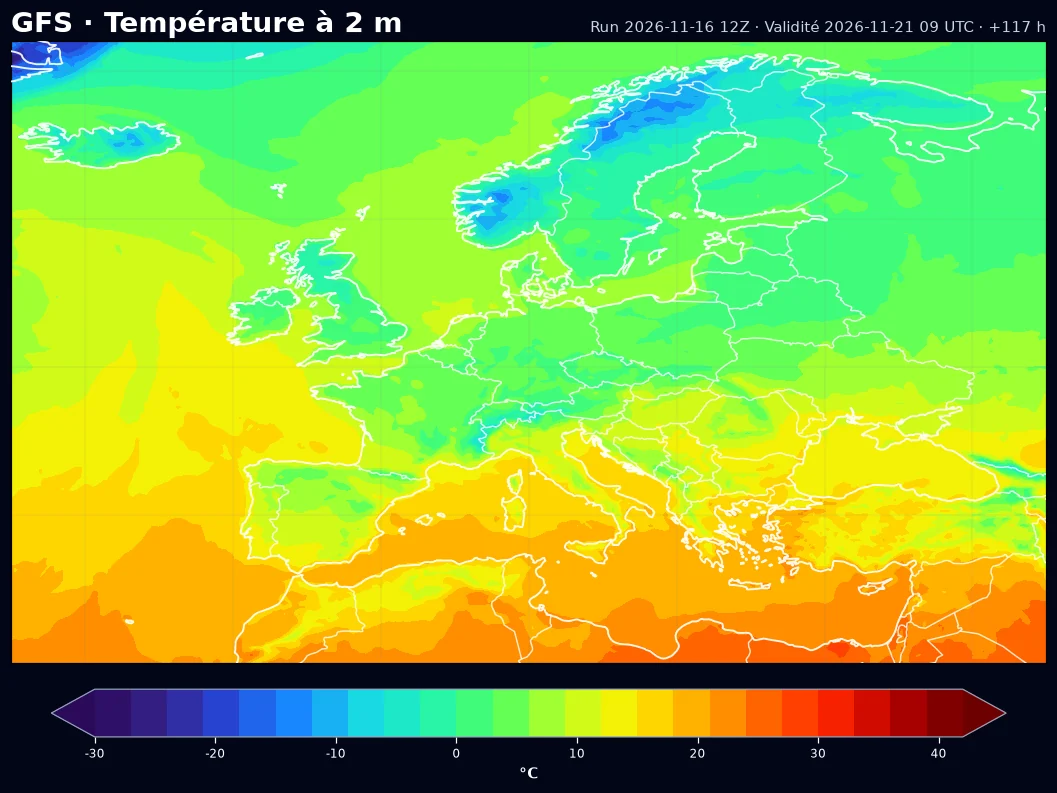 GFS · Température à 2 m
Run 2026-11-16 12Z · Validité 2026-11-21 09 UTC · +117 h
-30 -20 -10 0 10 20 30 40
°C